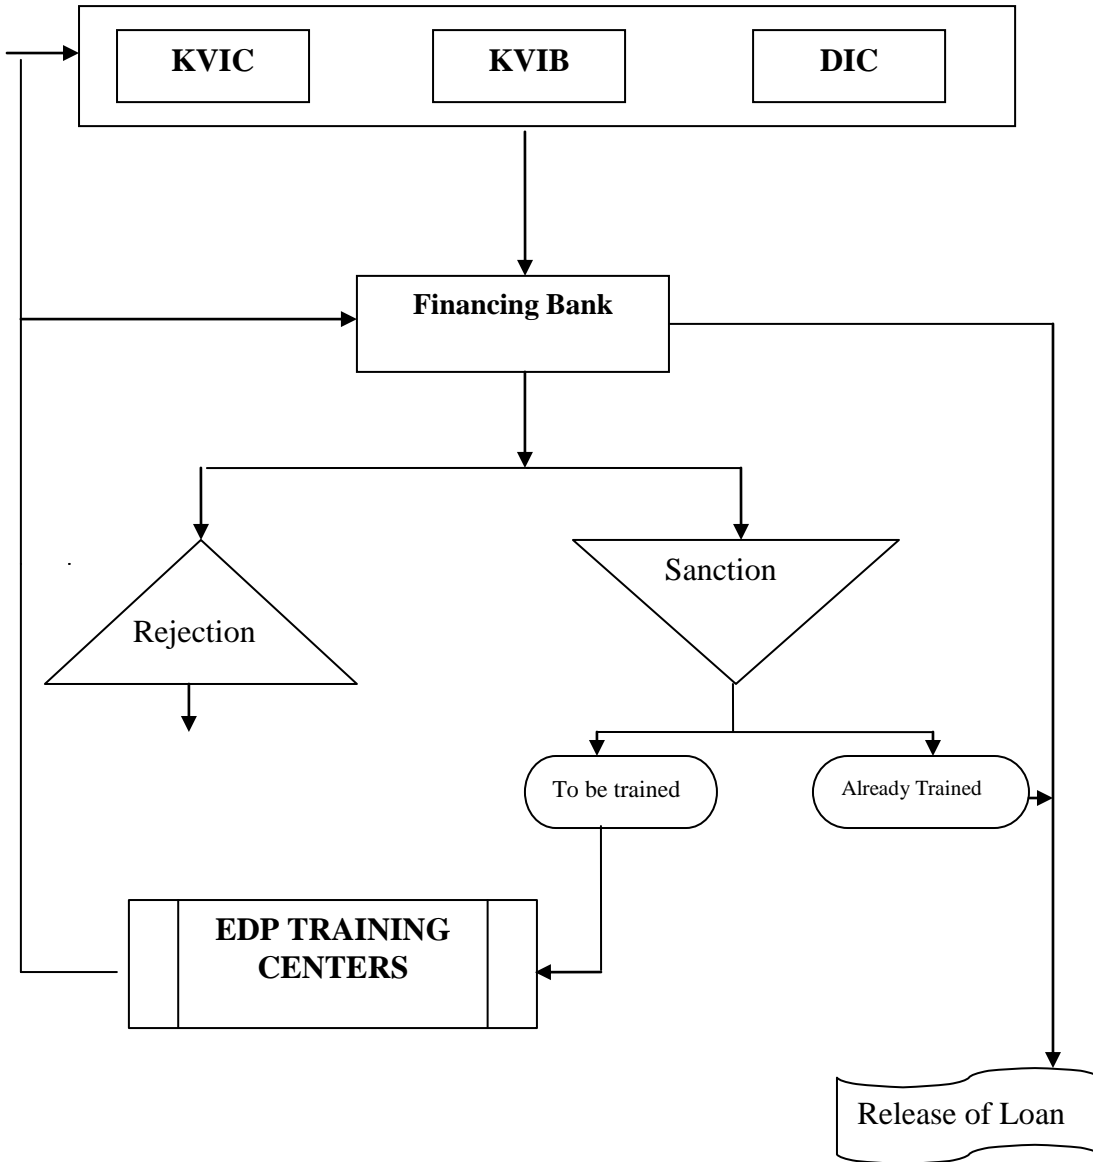 KVIC
KVIB
DIC
Financing Bank
Rejection
Sanction
To be trained
Already Trained
EDP TRAINING
CENTERS
Release of Loan